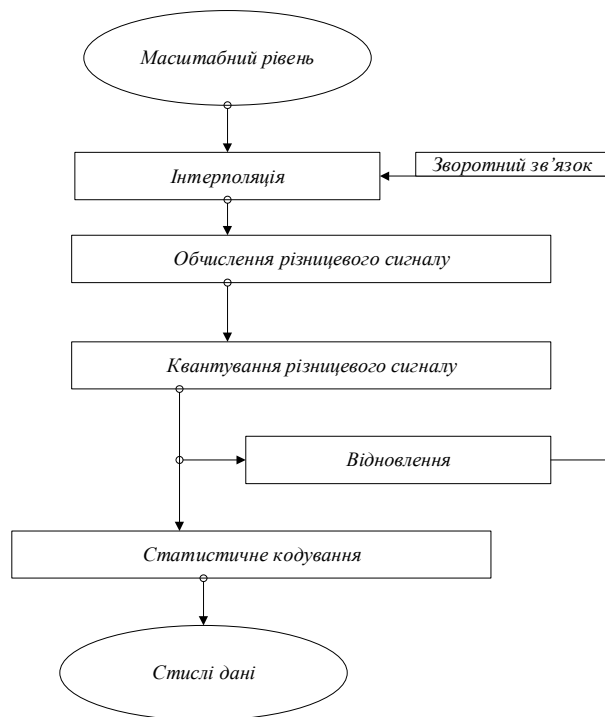 Масштабний рівень
Зворотний зв’язок
Інтерполяція
Обчислення різницевого сигналу
Квантування різницевого сигналу
Відновлення
Статистичне кодування
Стислі дані